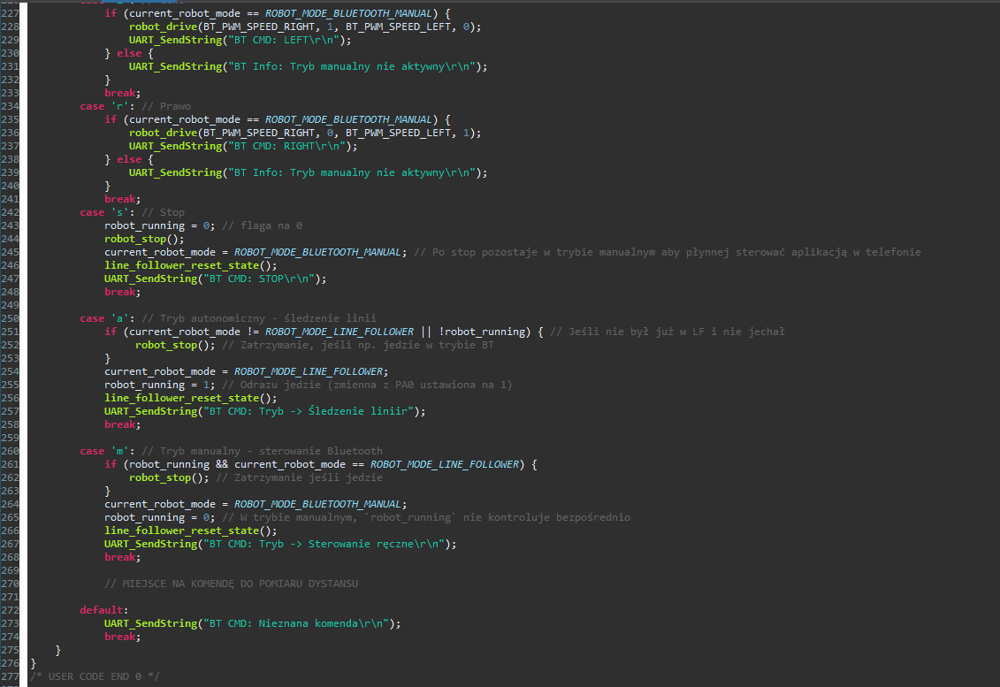 227 if (current_robot_mode == ROBOT_MODE_BLUETOOTH_MANUAL) {
228 robot_drive(BT_PWM_SPEED_RIGHT, 1, BT_PWM_SPEED_LEFT, 0);
229 UART_SendString("BT CMD: LEFT\r\n");
230 } else {
231 UART_SendString("BT Info: Tryb manualny nie aktywny\r\n");
232 }
233 break;
234 case 'r': // Prawo
235 if (current_robot_mode == ROBOT_MODE_BLUETOOTH_MANUAL) {
236 robot_drive(BT_PWM_SPEED_RIGHT, 0, BT_PWM_SPEED_LEFT, 1);
237 UART_SendString("BT CMD: RIGHT\r\n");
238 } else {
239 UART_SendString("BT Info: Tryb manualny nie aktywny\r\n");
240 }
241 break;
242 case 's': // Stop
243 robot_running = 0; // flaga na 0
244 robot_stop();
245 current_robot_mode = ROBOT_MODE_BLUETOOTH_MANUAL; // Po stop pozostaje w trybie manualnym aby płynnej sterować aplikacją w telefonie
246 line_follower_reset_state();
247 UART_SendString("BT CMD: STOP\r\n");
248 break;
249
250 case 'a': // Tryb autonomiczny - śledzenie linii
251 if (current_robot_mode != ROBOT_MODE_LINE_FOLLOWER || !robot_running) { // Jeśli nie był już w LF i nie jechał
252 robot_stop(); // Zatrzymanie, jeśli np. jedzie w trybie BT
253 }
254 current_robot_mode = ROBOT_MODE_LINE_FOLLOWER;
255 robot_running = 1; // Odrazu jedzie (zmienna z PA0 ustawiona na 1)
256 line_follower_reset_state();
257 UART_SendString("BT CMD: Tryb -> Śledzenie liniir");
258 break;
259
260 case 'm': // Tryb manualny - sterowanie Bluetooth
261 if (robot_running && current_robot_mode == ROBOT_MODE_LINE_FOLLOWER) {
262 robot_stop(); // Zatrzymanie jeśli jedzie
263 }
264 current_robot_mode = ROBOT_MODE_BLUETOOTH_MANUAL;
265 robot_running = 0; // W trybie manualnym, `robot_running` nie kontroluje bezpośrednio
266 line_follower_reset_state();
267 UART_SendString("BT CMD: Tryb -> Sterowanie ręczne\r\n");
268 break;
269
270 // MIEJSCE NA KOMENDĘ DO POMIARU DYSTANSU
271
272 default:
273 UART_SendString("BT CMD: Nieznana komenda\r\n");
274 break;
275 }
276 }
277 /* USER CODE END 0 */